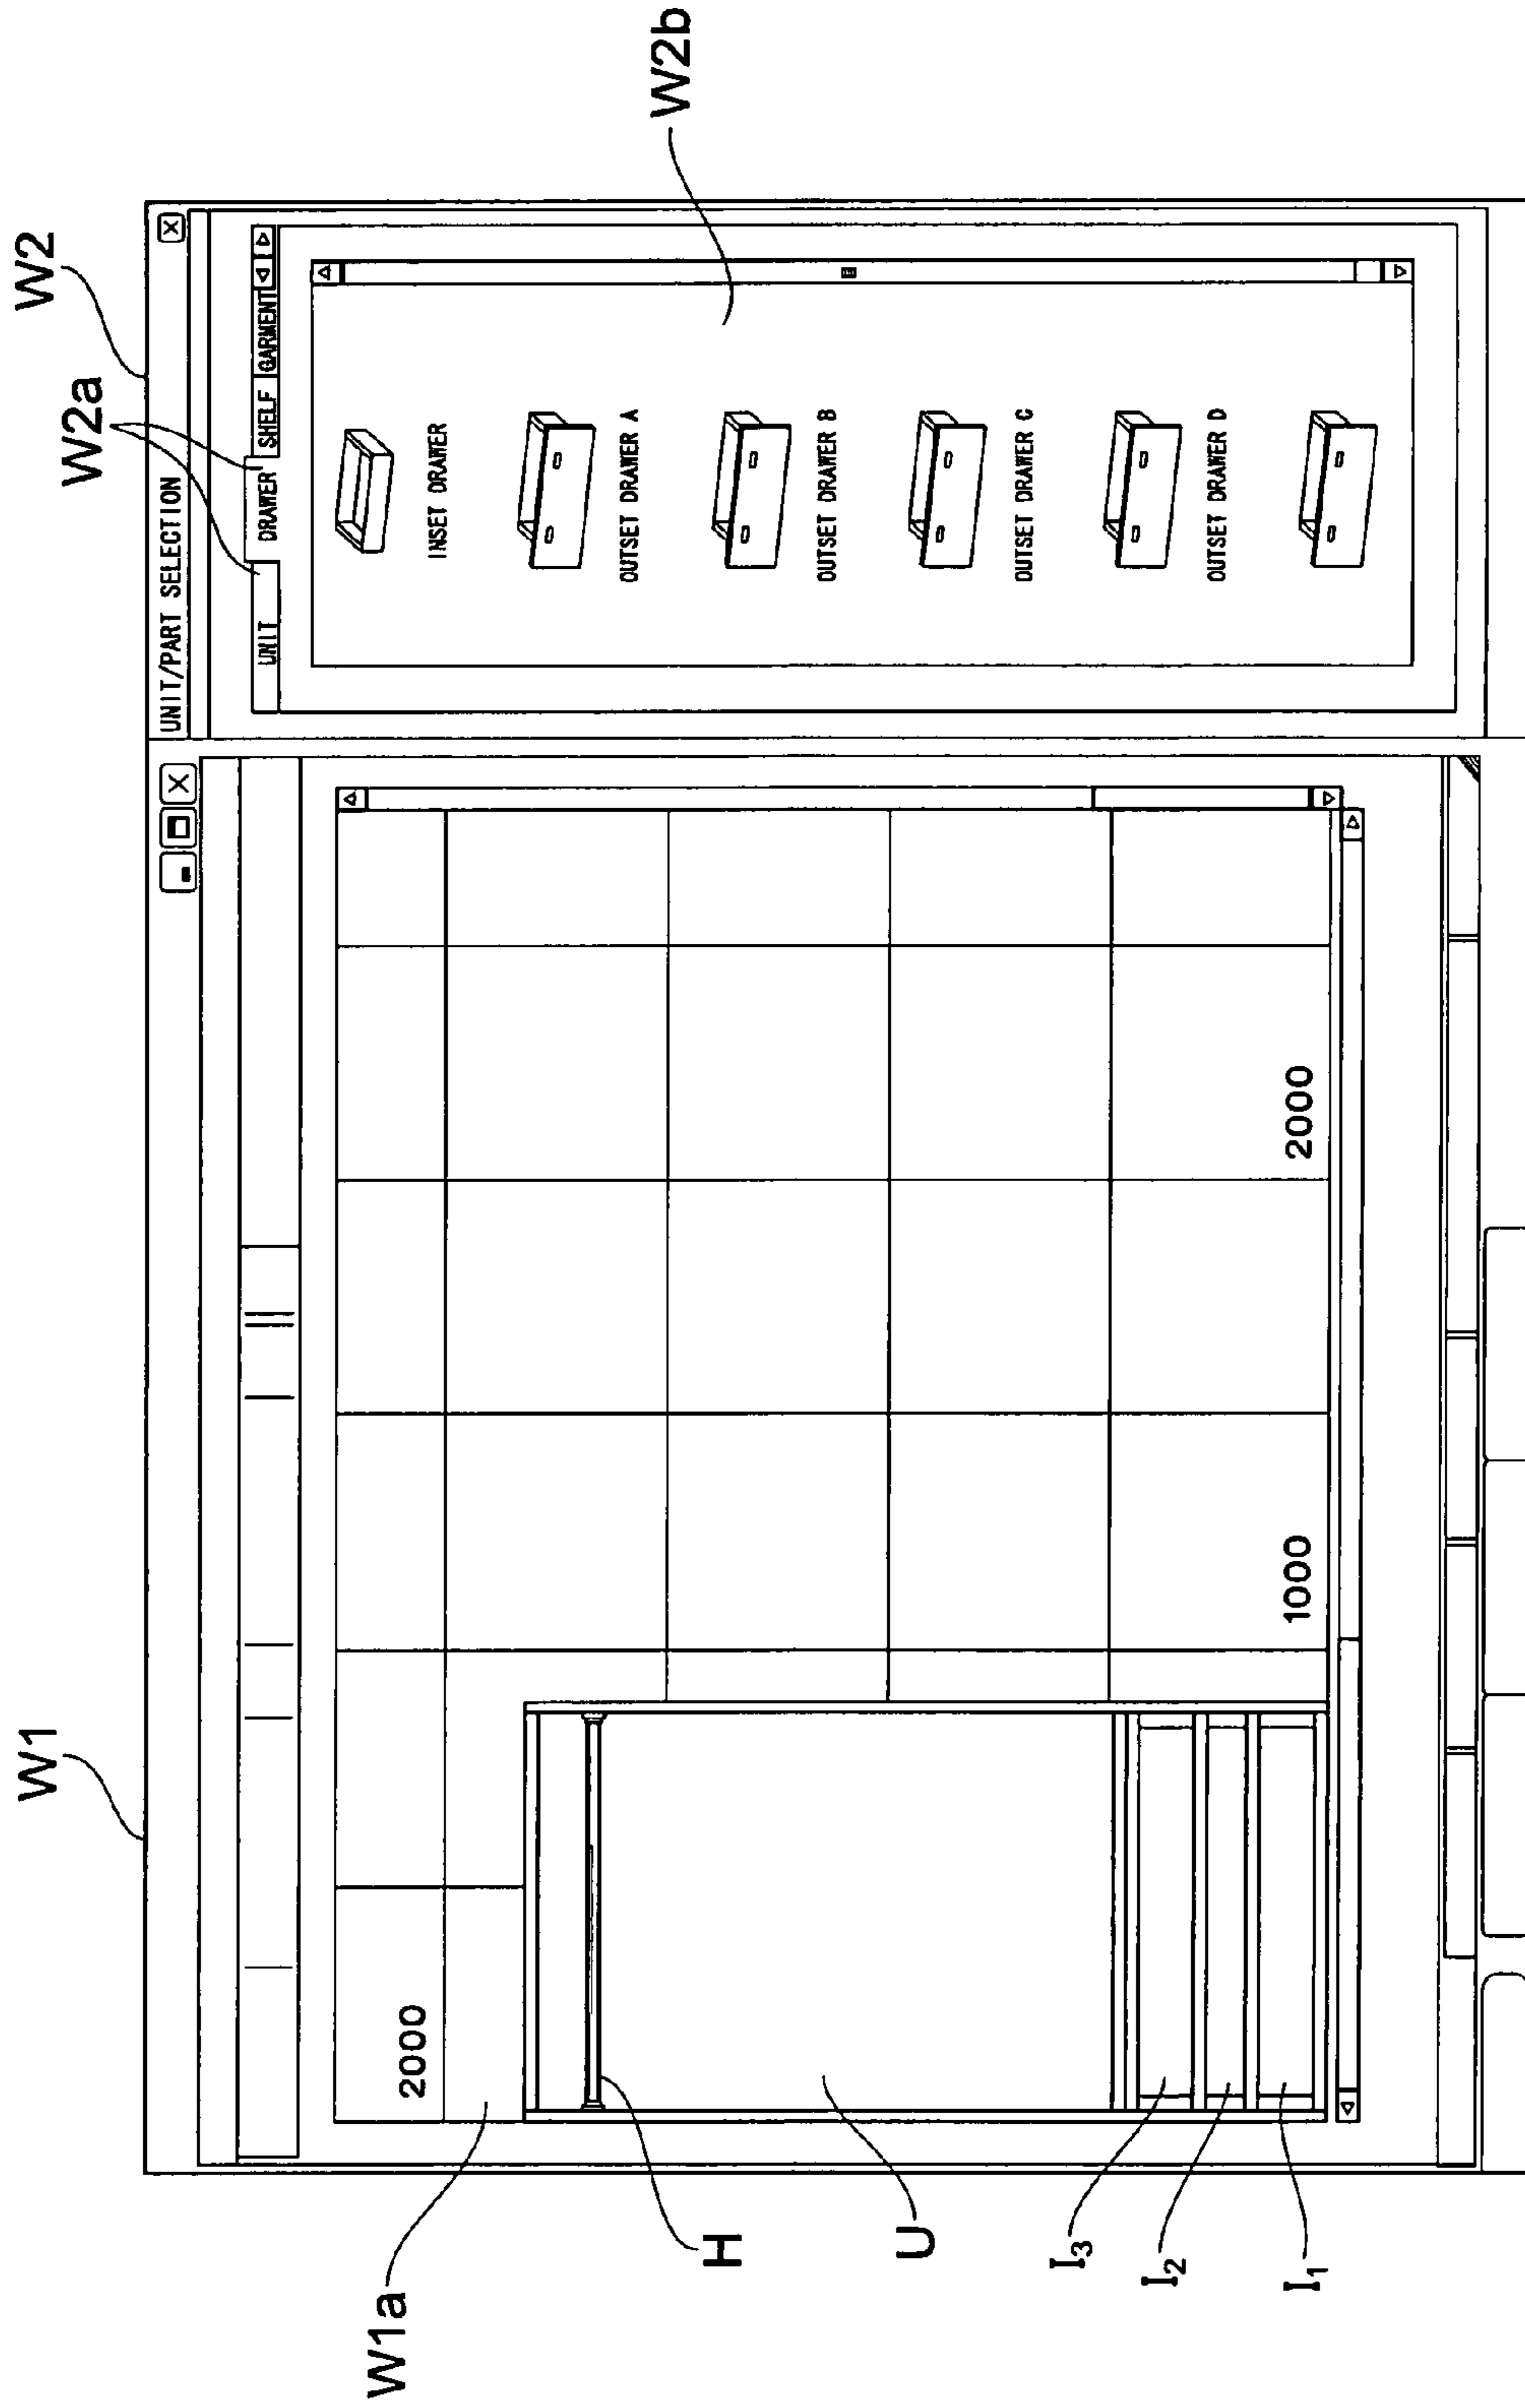 W1
W2
W2a
UNIT/PART SELECTION
UNIT DRAWER SHELF GARMENT
W2b
INSET DRAWER
OUTSET DRAWER A
OUTSET DRAWER B
OUTSET DRAWER C
OUTSET DRAWER D
W1a
2000
H
U
I3
I2
I1
1000
2000